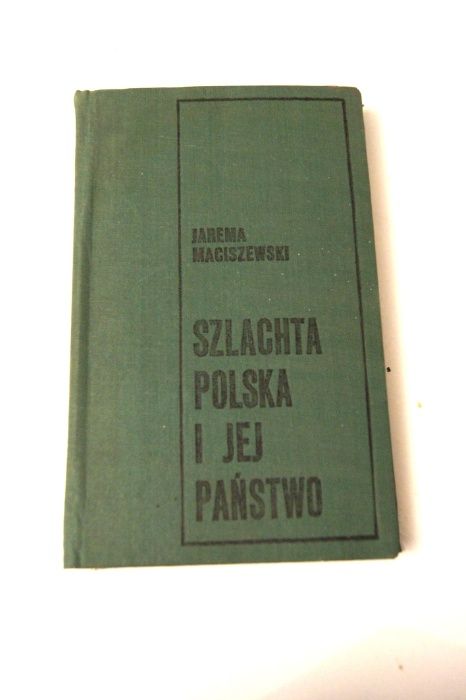 JAREMA
MACISZEWSKI
SZLACHTA
POLSKA
I JEJ
PAŃSTWO